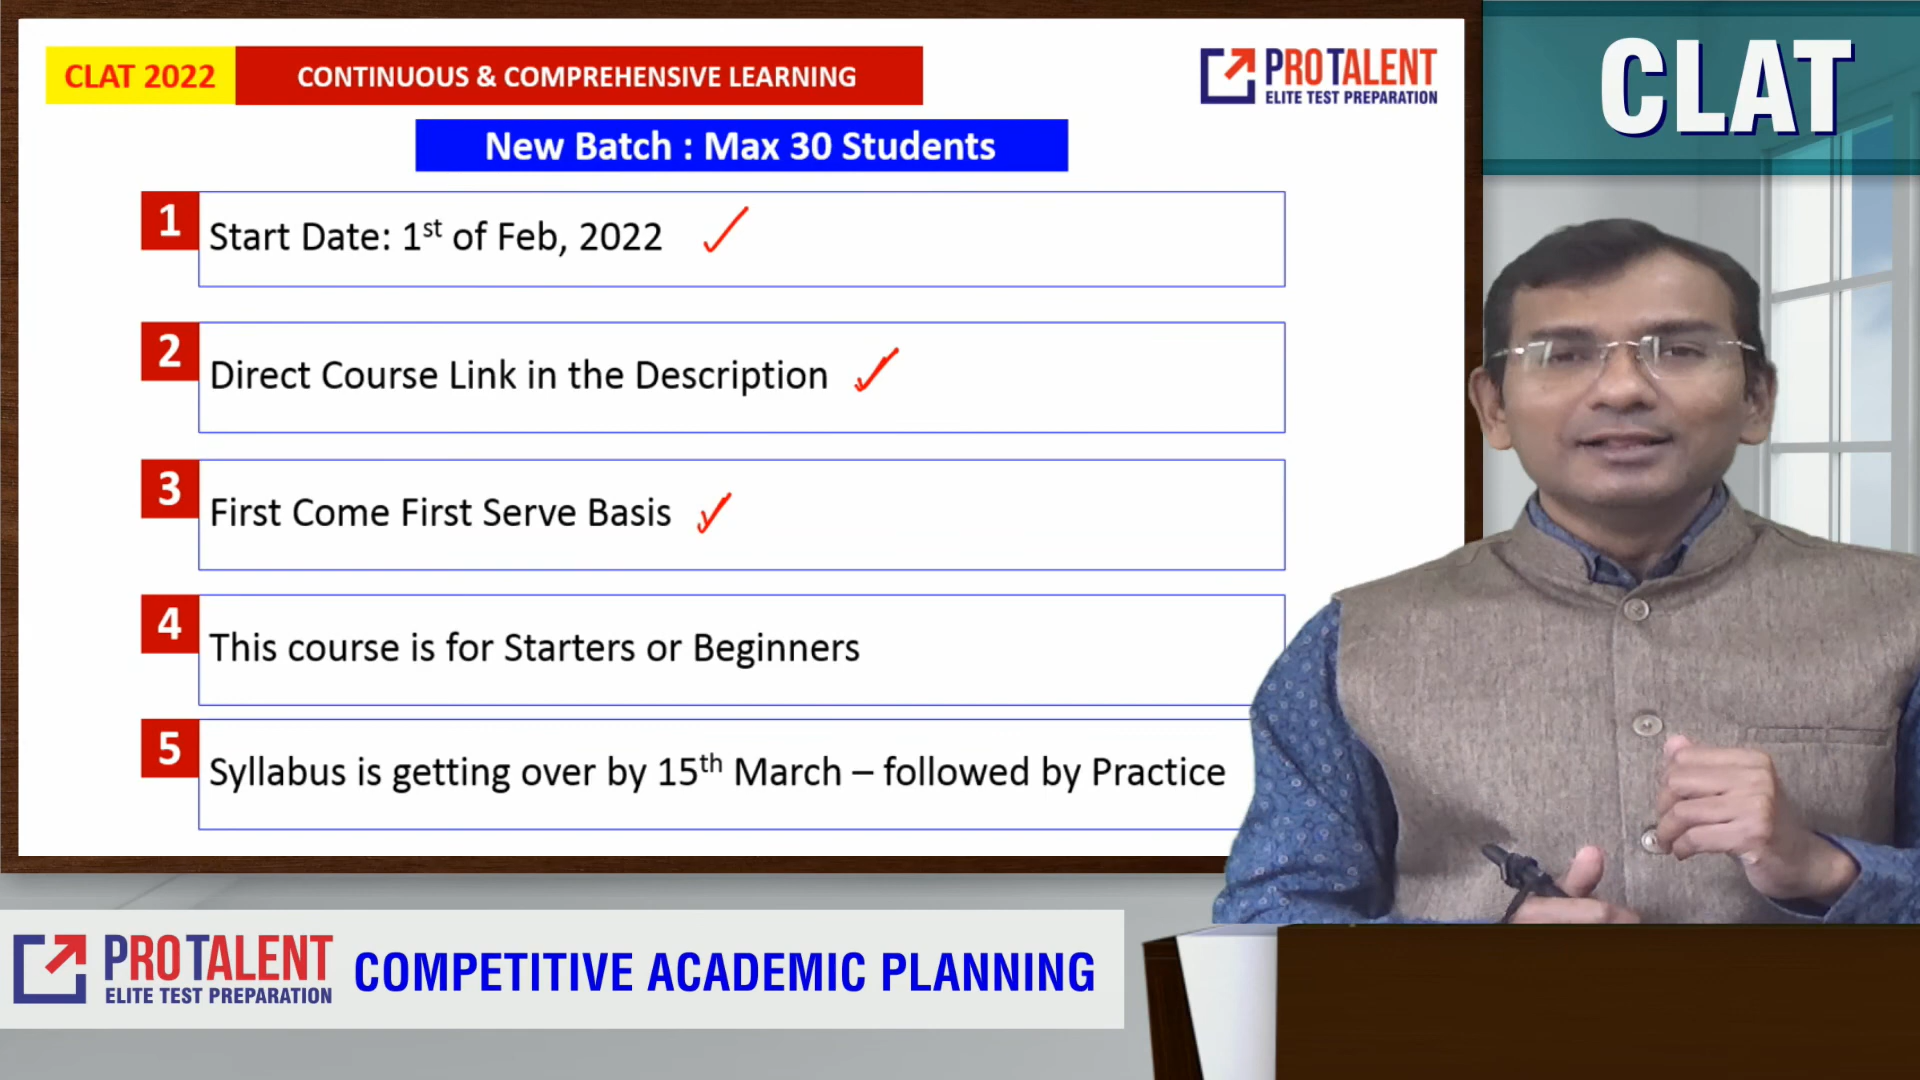 CLAT 2022 CONTINUOUS & COMPREHENSIVE LEARNING
PROTALENT
ELITE TEST PREPARATION
CLAT
New Batch : Max 30 Students
1 Start Date: 1st of Feb, 2022
2 Direct Course Link in the Description
3 First Come First Serve Basis
4 This course is for Starters or Beginners
5 Syllabus is getting over by 15th March – followed by Practice
PROTALENT
ELITE TEST PREPARATION
COMPETITIVE ACADEMIC PLANNING